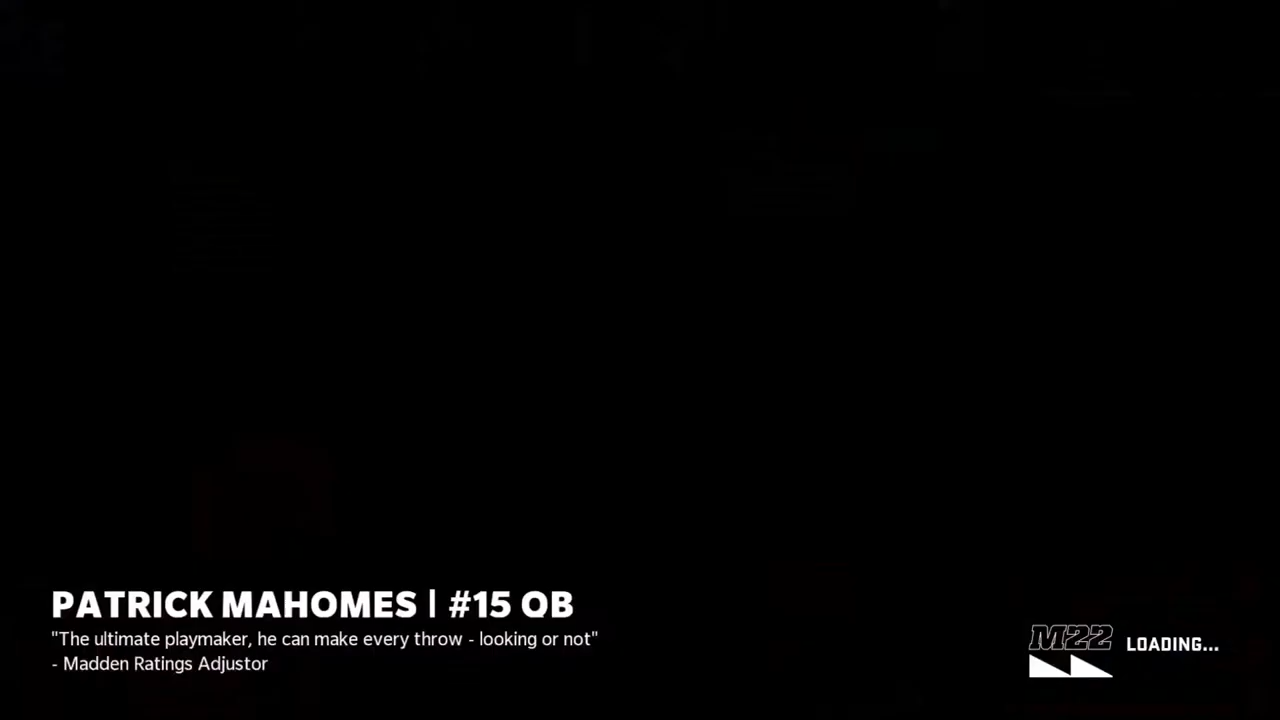 PATRICK MAHOMES | #15 QB
"The ultimate playmaker, he can make every throw - looking or not"
- Madden Ratings Adjustor
M22
LOADING...